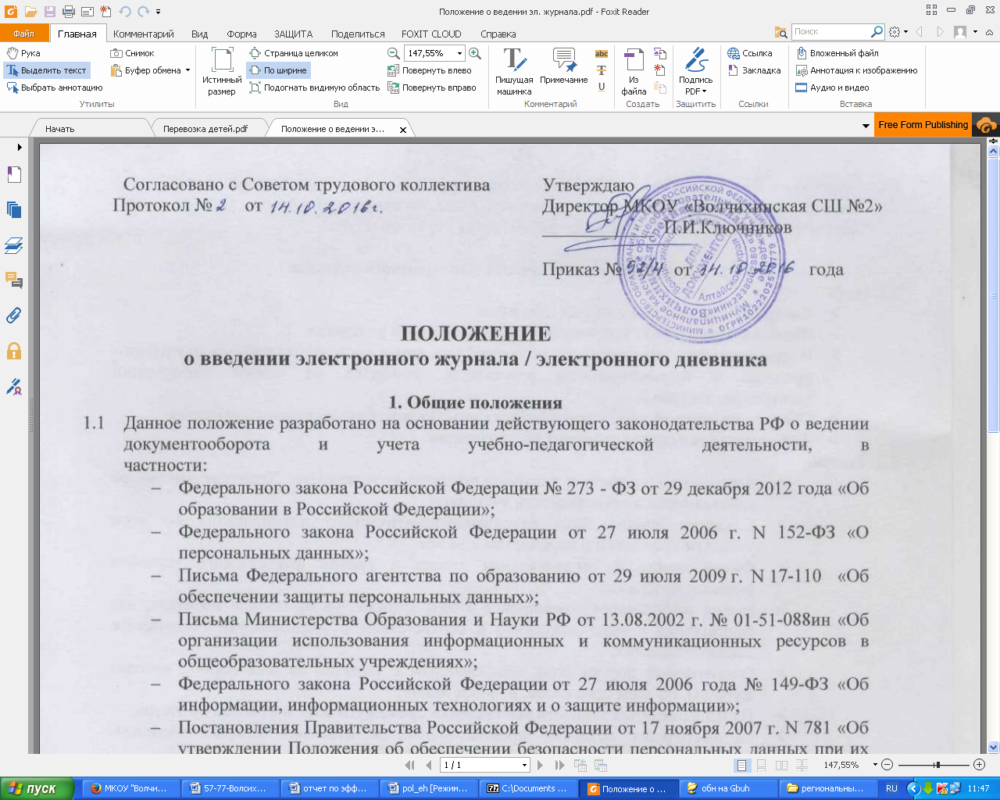 Положение о ведении эл. журнала.pdf - Foxit Reader
Файл Главная Комментарий Вид Форма ЗАЩИТА Поделиться FOXIT CLOUD Справка Поиск
Рука Снимок Страница целиком 147,55% Повернуть влево Ссылка Вложенный файл
Выделить текст Буфер обмена По ширине Повернуть вправо Закладка Аннотация к изображению
Выбрать аннотацию Подогнать видимую область Аудио и видео
Истинный размер Пишущая машинка Примечание Из файла Подпись PDF
Утилиты Вид Комментарий Создать Защитить Ссылки Вставка
Начать Перевозка детей.pdf Положение о ведении э... Free Form Publishing
Согласовано с Советом трудового коллектива Утверждаю
Протокол № 2 от 14.10.2016г. Директор МКОУ «Волчихинская СШ №2»
П.И.Ключников
Приказ № 92/4 от 14.10.2016 года
ПОЛОЖЕНИЕ
о введении электронного журнала / электронного дневника
1. Общие положения
1.1 Данное положение разработано на основании действующего законодательства РФ о ведении
документооборота и учета учебно-педагогической деятельности, в
частности:
– Федерального закона Российской Федерации № 273 - ФЗ от 29 декабря 2012 года «Об
образовании в Российской Федерации»;
– Федерального закона Российской Федерации от 27 июля 2006 г. N 152-ФЗ «О
персональных данных»;
– Письма Федерального агентства по образованию от 29 июля 2009 г. N 17-110 «Об
обеспечении защиты персональных данных»;
– Письма Министерства Образования и Науки РФ от 13.08.2002 г. № 01-51-088ин «Об
организации использования информационных и коммуникационных ресурсов в
общеобразовательных учреждениях»;
– Федерального закона Российской Федерации от 27 июля 2006 года № 149-ФЗ «Об
информации, информационных технологиях и о защите информации»;
– Постановления Правительства Российской Федерации от 17 ноября 2007 г. N 781 «Об
утверждении Положения об обеспечении безопасности персональных данных при их
1 / 1 147,55%
пуск МКОУ "Волчи... 57-77-Волсих... отчет по эфф... pol_eh [Режим... C:\Documents ... Положение о ... обн на Gbuh региональны... RU 11:47